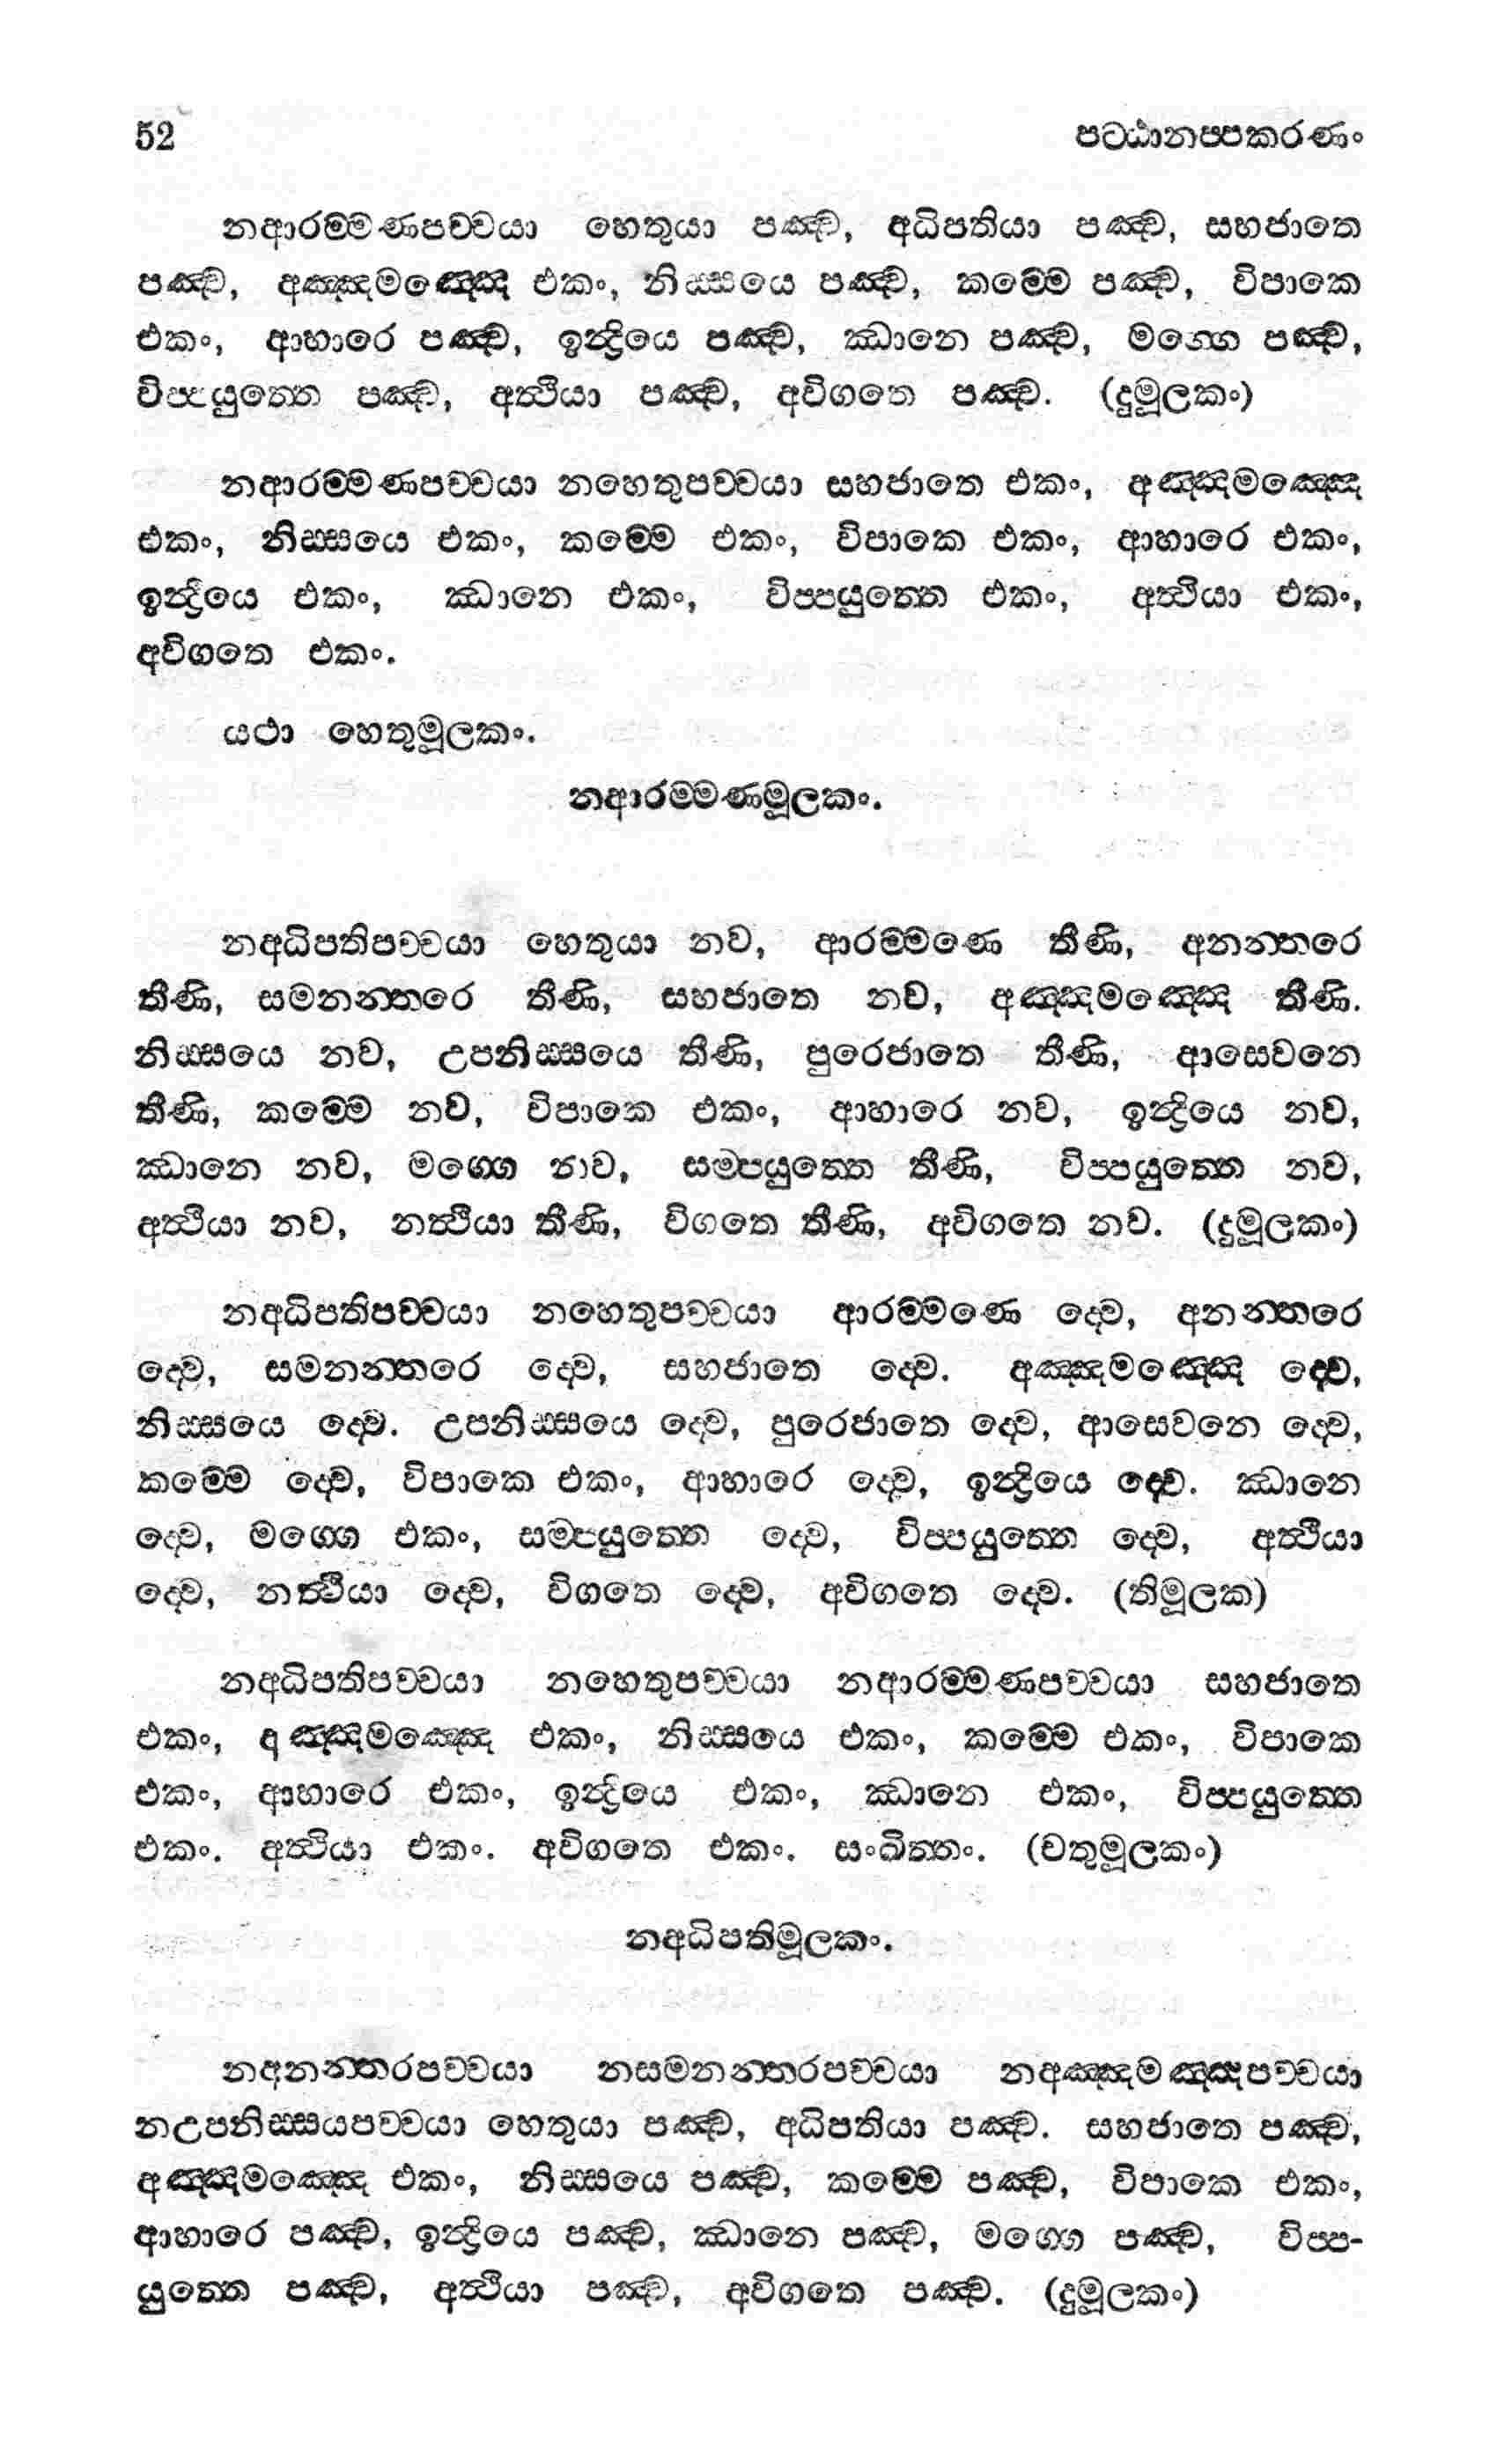 52 පට්ඨානප්පකරණං
නආරම්මණපච්චයා හෙතුයා පඤ්ච, අධිපතියා පඤ්ච, සහජාතෙ
පඤ්ච, අඤ්ඤමඤ්ඤෙ එකං, නිස්සයෙ පඤ්ච, කම්මෙ පඤ්ච, විපාකෙ
එකං, ආහාරෙ පඤ්ච, ඉන්ද්‍රියෙ පඤ්ච, ඣානෙ පඤ්ච, මග්ගෙ පඤ්ච,
විප්පයුත්තෙ පඤ්ච, අත්ථියා පඤ්ච, අවිගතෙ පඤ්ච. (දුමූලකං)
නආරම්මණපච්චයා නහෙතුපච්චයා සහජාතෙ එකං, අඤ්ඤමඤ්ඤෙ
එකං, නිස්සයෙ එකං, කම්මෙ එකං, විපාකෙ එකං, ආහාරෙ එකං,
ඉන්ද්‍රියෙ එකං, ඣානෙ එකං, විප්පයුත්තෙ එකං, අත්ථියා එකං,
අවිගතෙ එකං.
යථා හෙතුමූලකං.
නආරම්මණමූලකං.
නඅධිපතිපච්චයා හෙතුයා නව, ආරම්මණෙ තීණි, අනන්තරෙ
තීණි, සමනන්තරෙ තීණි, සහජාතෙ නව, අඤ්ඤමඤ්ඤෙ තීණි.
නිස්සයෙ නව, උපනිස්සයෙ තීණි, පුරෙජාතෙ තීණි, ආසෙවනෙ
තීණි, කම්මෙ නව, විපාකෙ එකං, ආහාරෙ නව, ඉන්ද්‍රියෙ නව,
ඣානෙ නව, මග්ගෙ නව, සම්පයුත්තෙ තීණි, විප්පයුත්තෙ නව,
අත්ථියා නව, නත්ථියා තීණි, විගතෙ තීණි, අවිගතෙ නව. (දුමූලකං)
නඅධිපතිපච්චයා නහෙතුපච්චයා ආරම්මණෙ ද්වෙ, අනන්තරෙ
ද්වෙ, සමනන්තරෙ ද්වෙ, සහජාතෙ ද්වෙ. අඤ්ඤමඤ්ඤෙ ද්වෙ,
නිස්සයෙ ද්වෙ. උපනිස්සයෙ ද්වෙ, පුරෙජාතෙ ද්වෙ, ආසෙවනෙ ද්වෙ,
කම්මෙ ද්වෙ, විපාකෙ එකං, ආහාරෙ ද්වෙ, ඉන්ද්‍රියෙ ද්වෙ. ඣානෙ
ද්වෙ, මග්ගෙ එකං, සම්පයුත්තෙ ද්වෙ, විප්පයුත්තෙ ද්වෙ, අත්ථියා
ද්වෙ, නත්ථියා ද්වෙ, විගතෙ ද්වෙ, අවිගතෙ ද්වෙ. (තිමූලක)
නඅධිපතිපච්චයා නහෙතුපච්චයා නආරම්මණපච්චයා සහජාතෙ
එකං, අඤ්ඤමඤ්ඤෙ එකං, නිස්සයෙ එකං, කම්මෙ එකං, විපාකෙ
එකං, ආහාරෙ එකං, ඉන්ද්‍රියෙ එකං, ඣානෙ එකං, විප්පයුත්තෙ
එකං. අත්ථියා එකං. අවිගතෙ එකං. සංඛිත්තං. (චතුමූලකං)
නඅධිපතිමූලකං.
නඅනන්තරපච්චයා නසමනන්තරපච්චයා නඅඤ්ඤමඤ්ඤපච්චයා
නඋපනිස්සයපච්චයා හෙතුයා පඤ්ච, අධිපතියා පඤ්ච. සහජාතෙ පඤ්ච,
අඤ්ඤමඤ්ඤෙ එකං, නිස්සයෙ පඤ්ච, කම්මෙ පඤ්ච, විපාකෙ එකං,
ආහාරෙ පඤ්ච, ඉන්ද්‍රියෙ පඤ්ච, ඣානෙ පඤ්ච, මග්ගෙ පඤ්ච, විප්ප-
යුත්තෙ පඤ්ච, අත්ථියා පඤ්ච, අවිගතෙ පඤ්ච. (දුමූලකං)